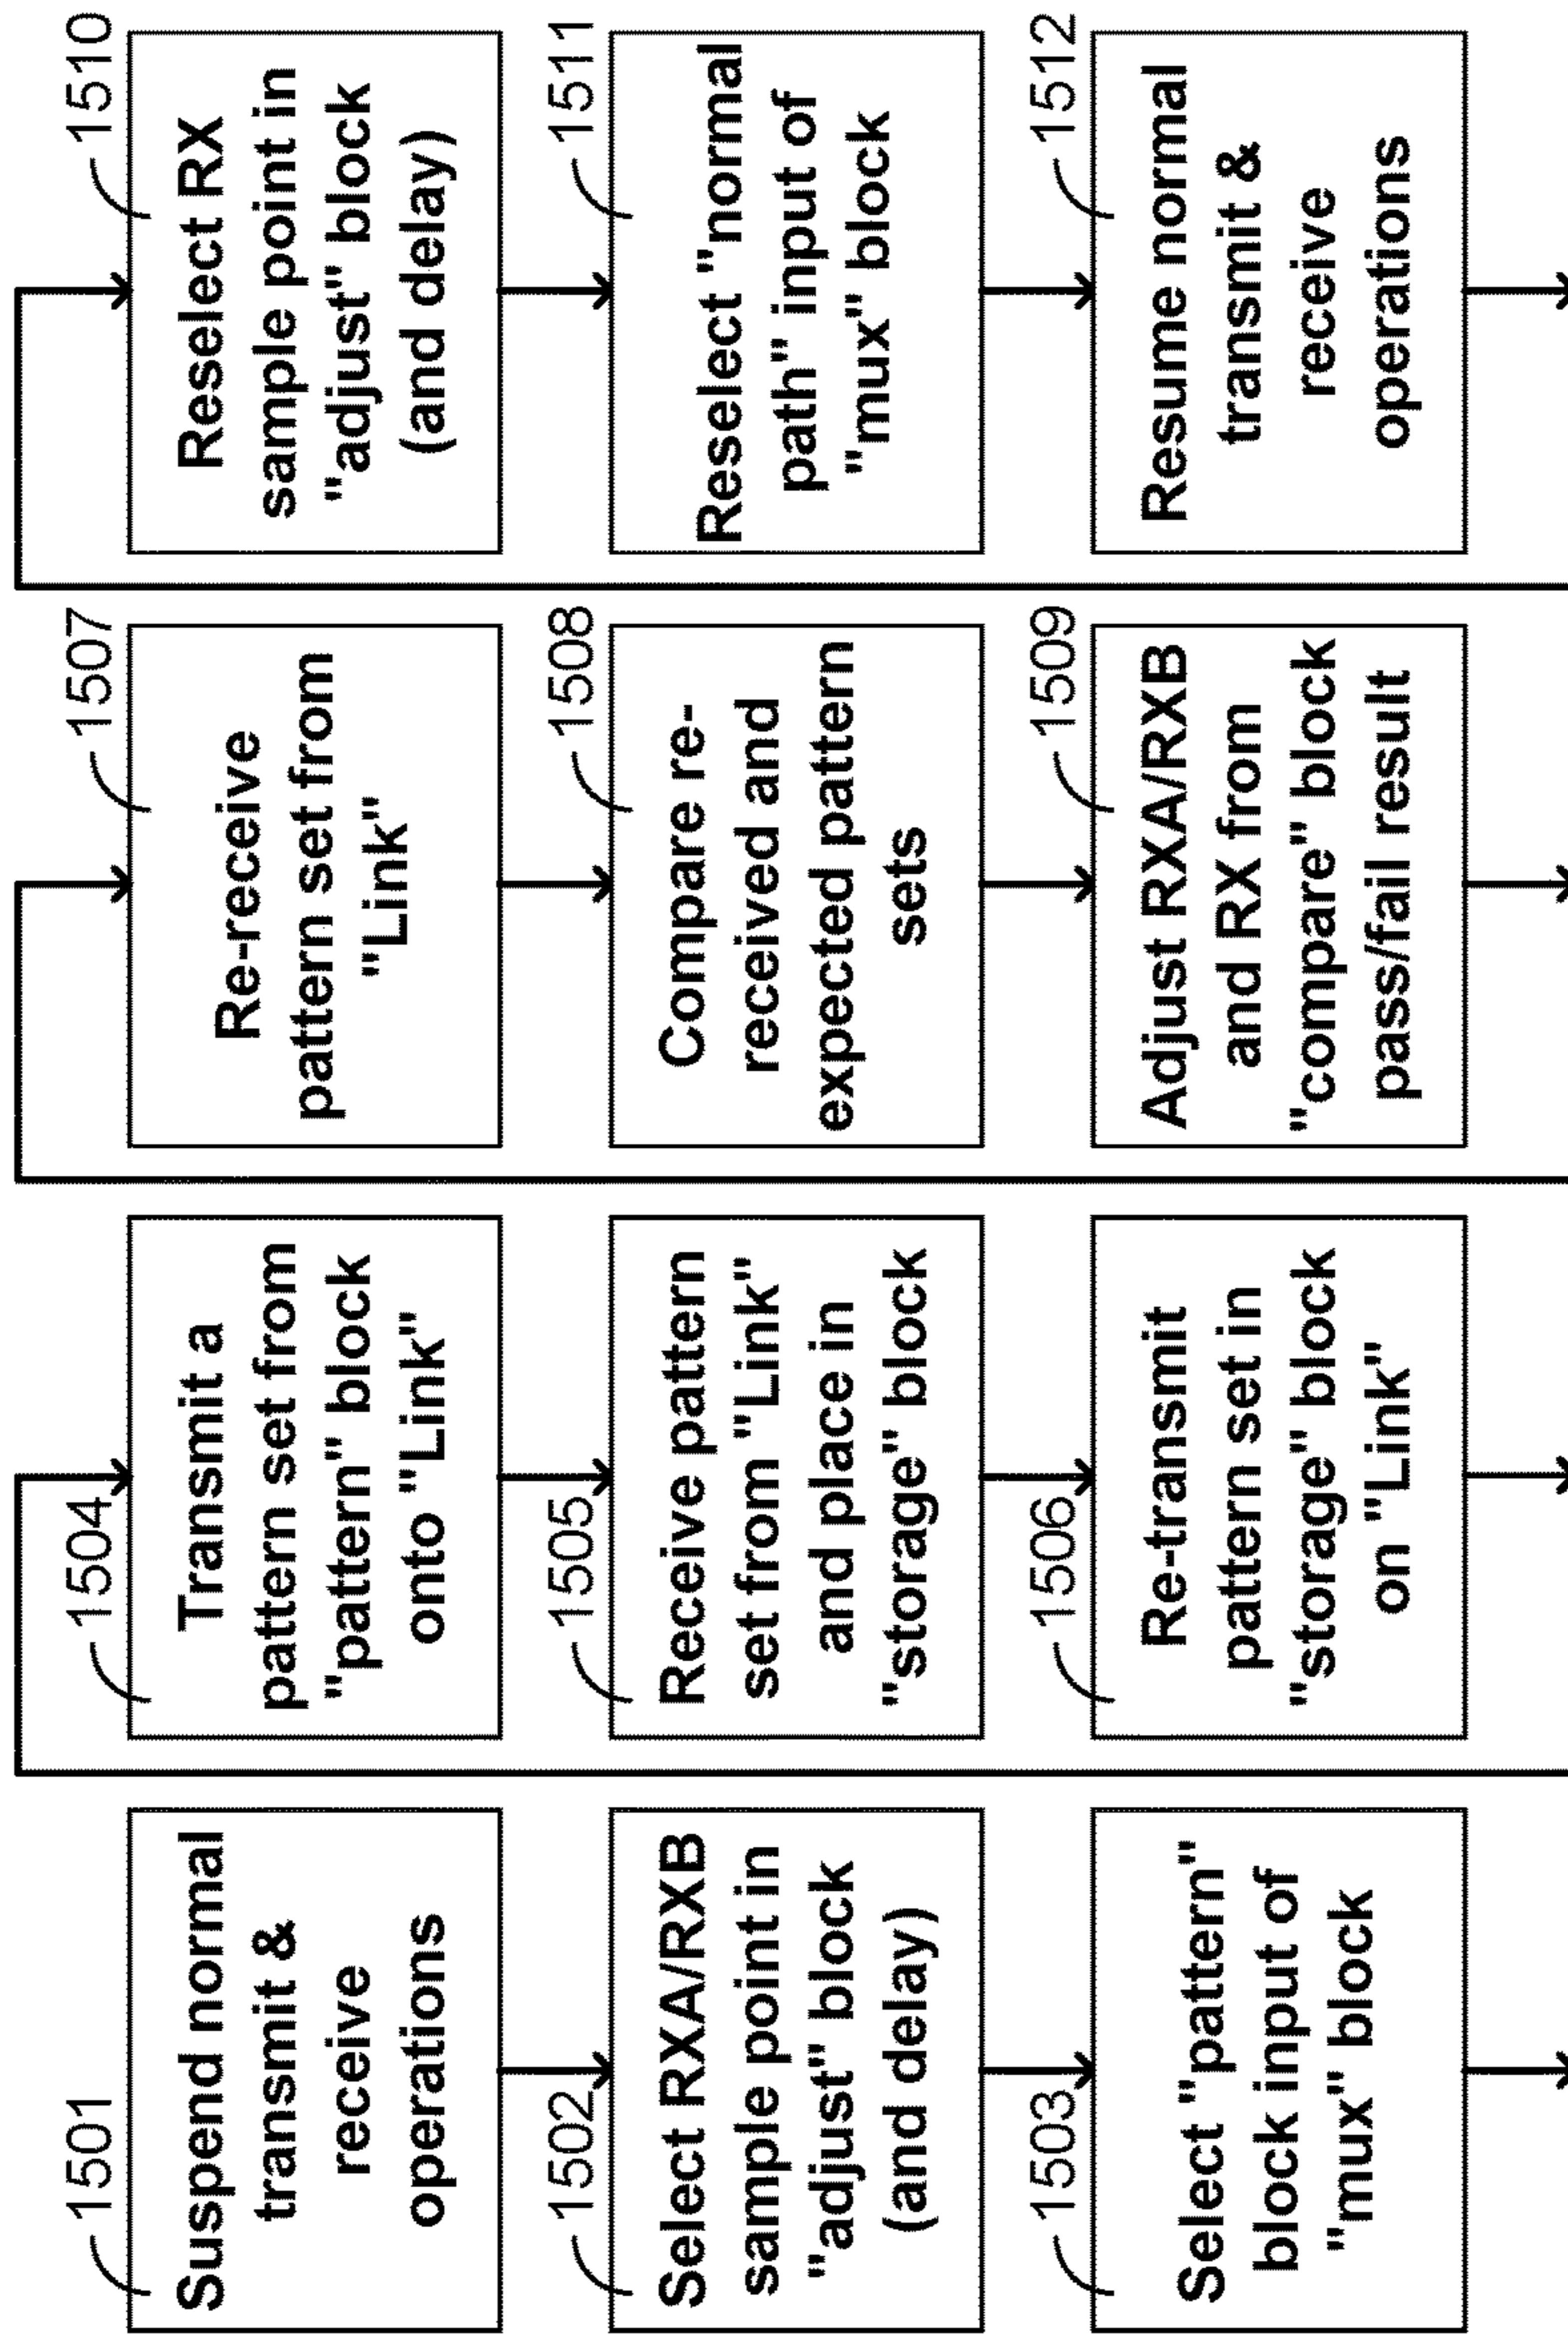 1501
Suspend normal
transmit &
receive
operations
1502
Select RXA/RXB
sample point in
"adjust" block
(and delay)
1503
Select "pattern"
block input of
"mux" block
1504
Transmit a
pattern set from
"pattern" block
onto "Link"
1505
Receive pattern
set from "Link"
and place in
"storage" block
1506
Re-transmit
pattern set in
"storage" block
on "Link"
1507
Re-receive
pattern set from
"Link"
1508
Compare re-
received and
expected pattern
sets
1509
Adjust RXA/RXB
and RX from
"compare" block
pass/fail result
1510
Reselect RX
sample point in
"adjust" block
(and delay)
1511
Reselect "normal
path" input of
"mux" block
1512
Resume normal
transmit &
receive
operations